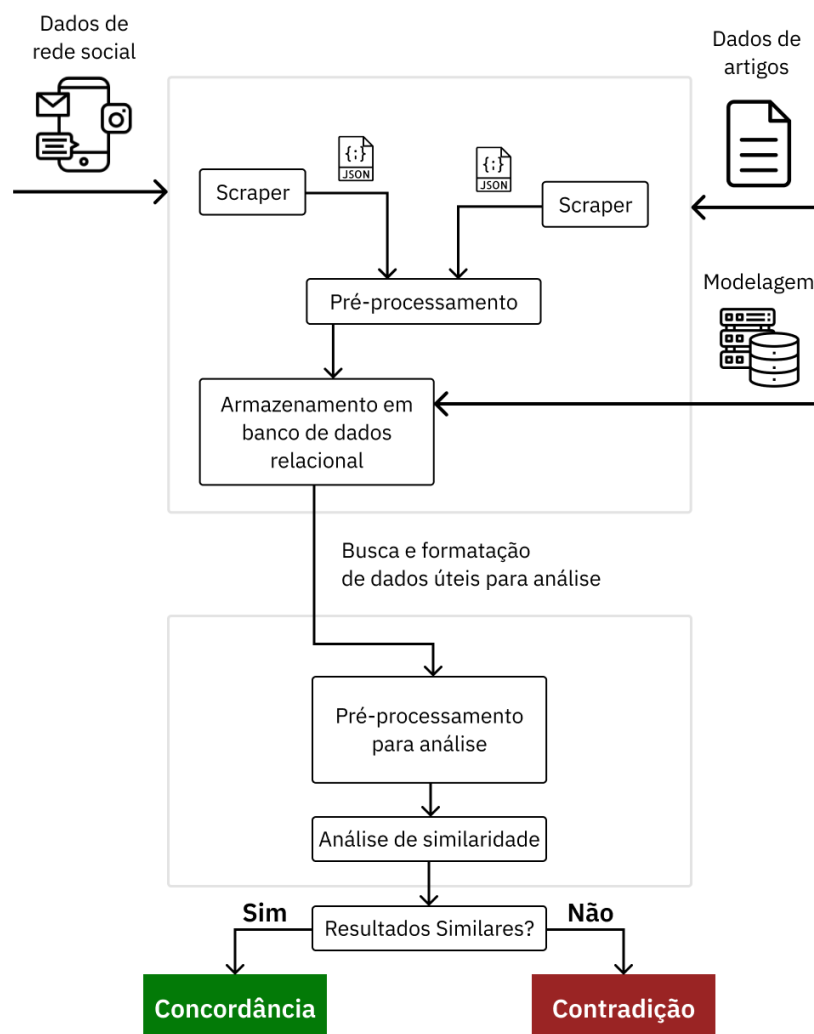 Dados de
rede social
Dados de
artigos
{;}
JSON
{;}
JSON
Scraper
Scraper
Pré-processamento
Modelagem
Armazenamento em
banco de dados
relacional
Busca e formatação
de dados úteis para análise
Pré-processamento
para análise
Análise de similaridade
Sim
Resultados Similares?
Não
Concordância
Contradição